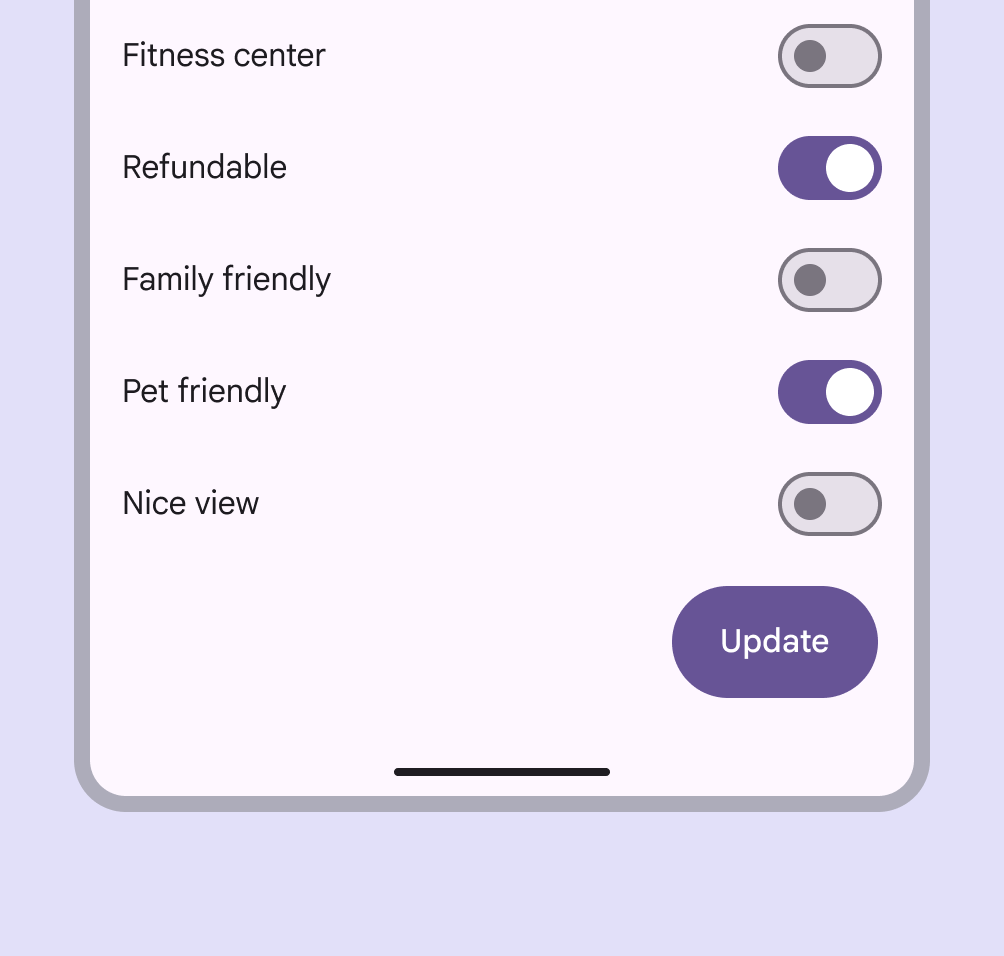 Fitness center
Refundable
Family friendly
Pet friendly
Nice view
Update